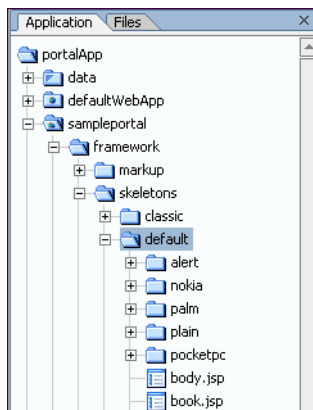 Application Files
portalApp
data
defaultWebApp
sampleportal
framework
markup
skeletons
classic
default
alert
nokia
palm
plain
pocketpc
body.jsp
book.jsp